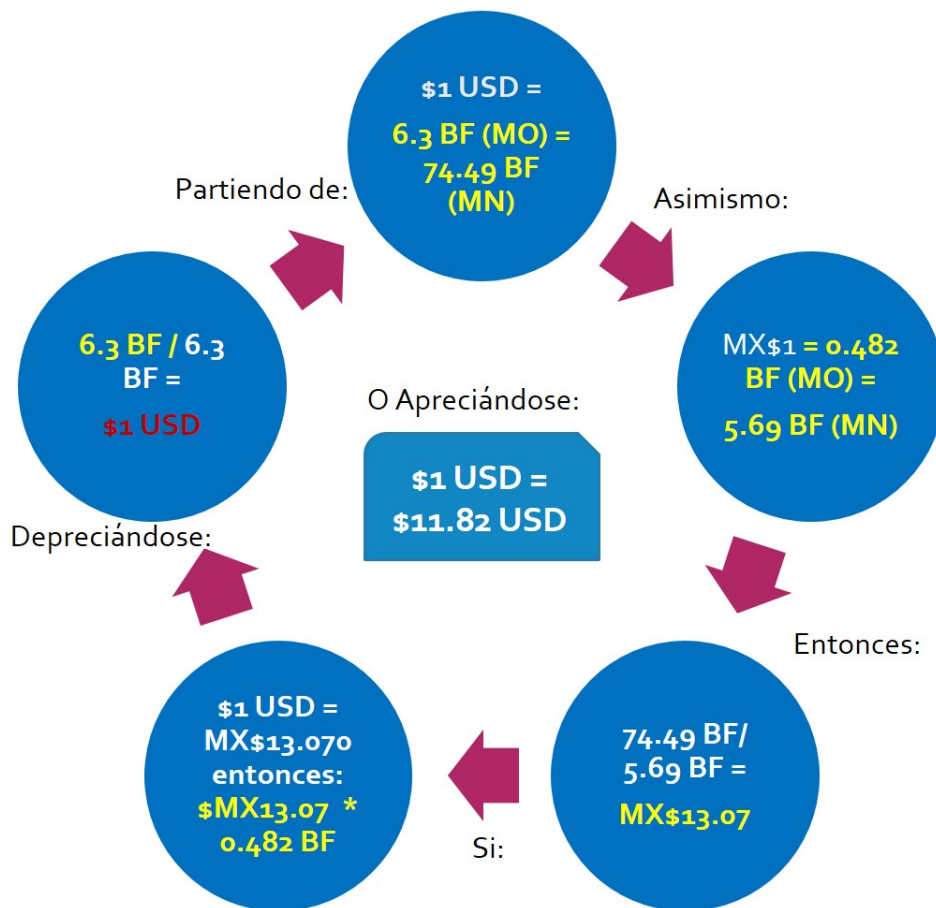 Partiendo de:
$1 USD =
6.3 BF (MO) =
74.49 BF
(MN)
Asimismo:
MX$1 = 0.482
BF (MO) =
5.69 BF (MN)
Entonces:
74.49 BF/
5.69 BF =
MX$13.07
Si:
$1 USD =
MX$13.070
entonces:
$MX13.07 *
0.482 BF
Depreciándose:
6.3 BF / 6.3
BF =
$1 USD
O Apreciándose:
$1 USD =
$11.82 USD